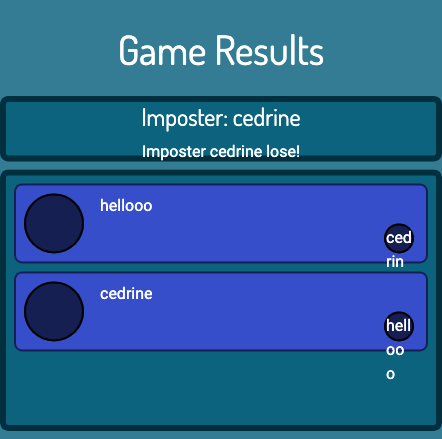 Game Results
Imposter: cedrine
Imposter cedrine lose!
hellooo
ced
rin
cedrine
hell
oo
o